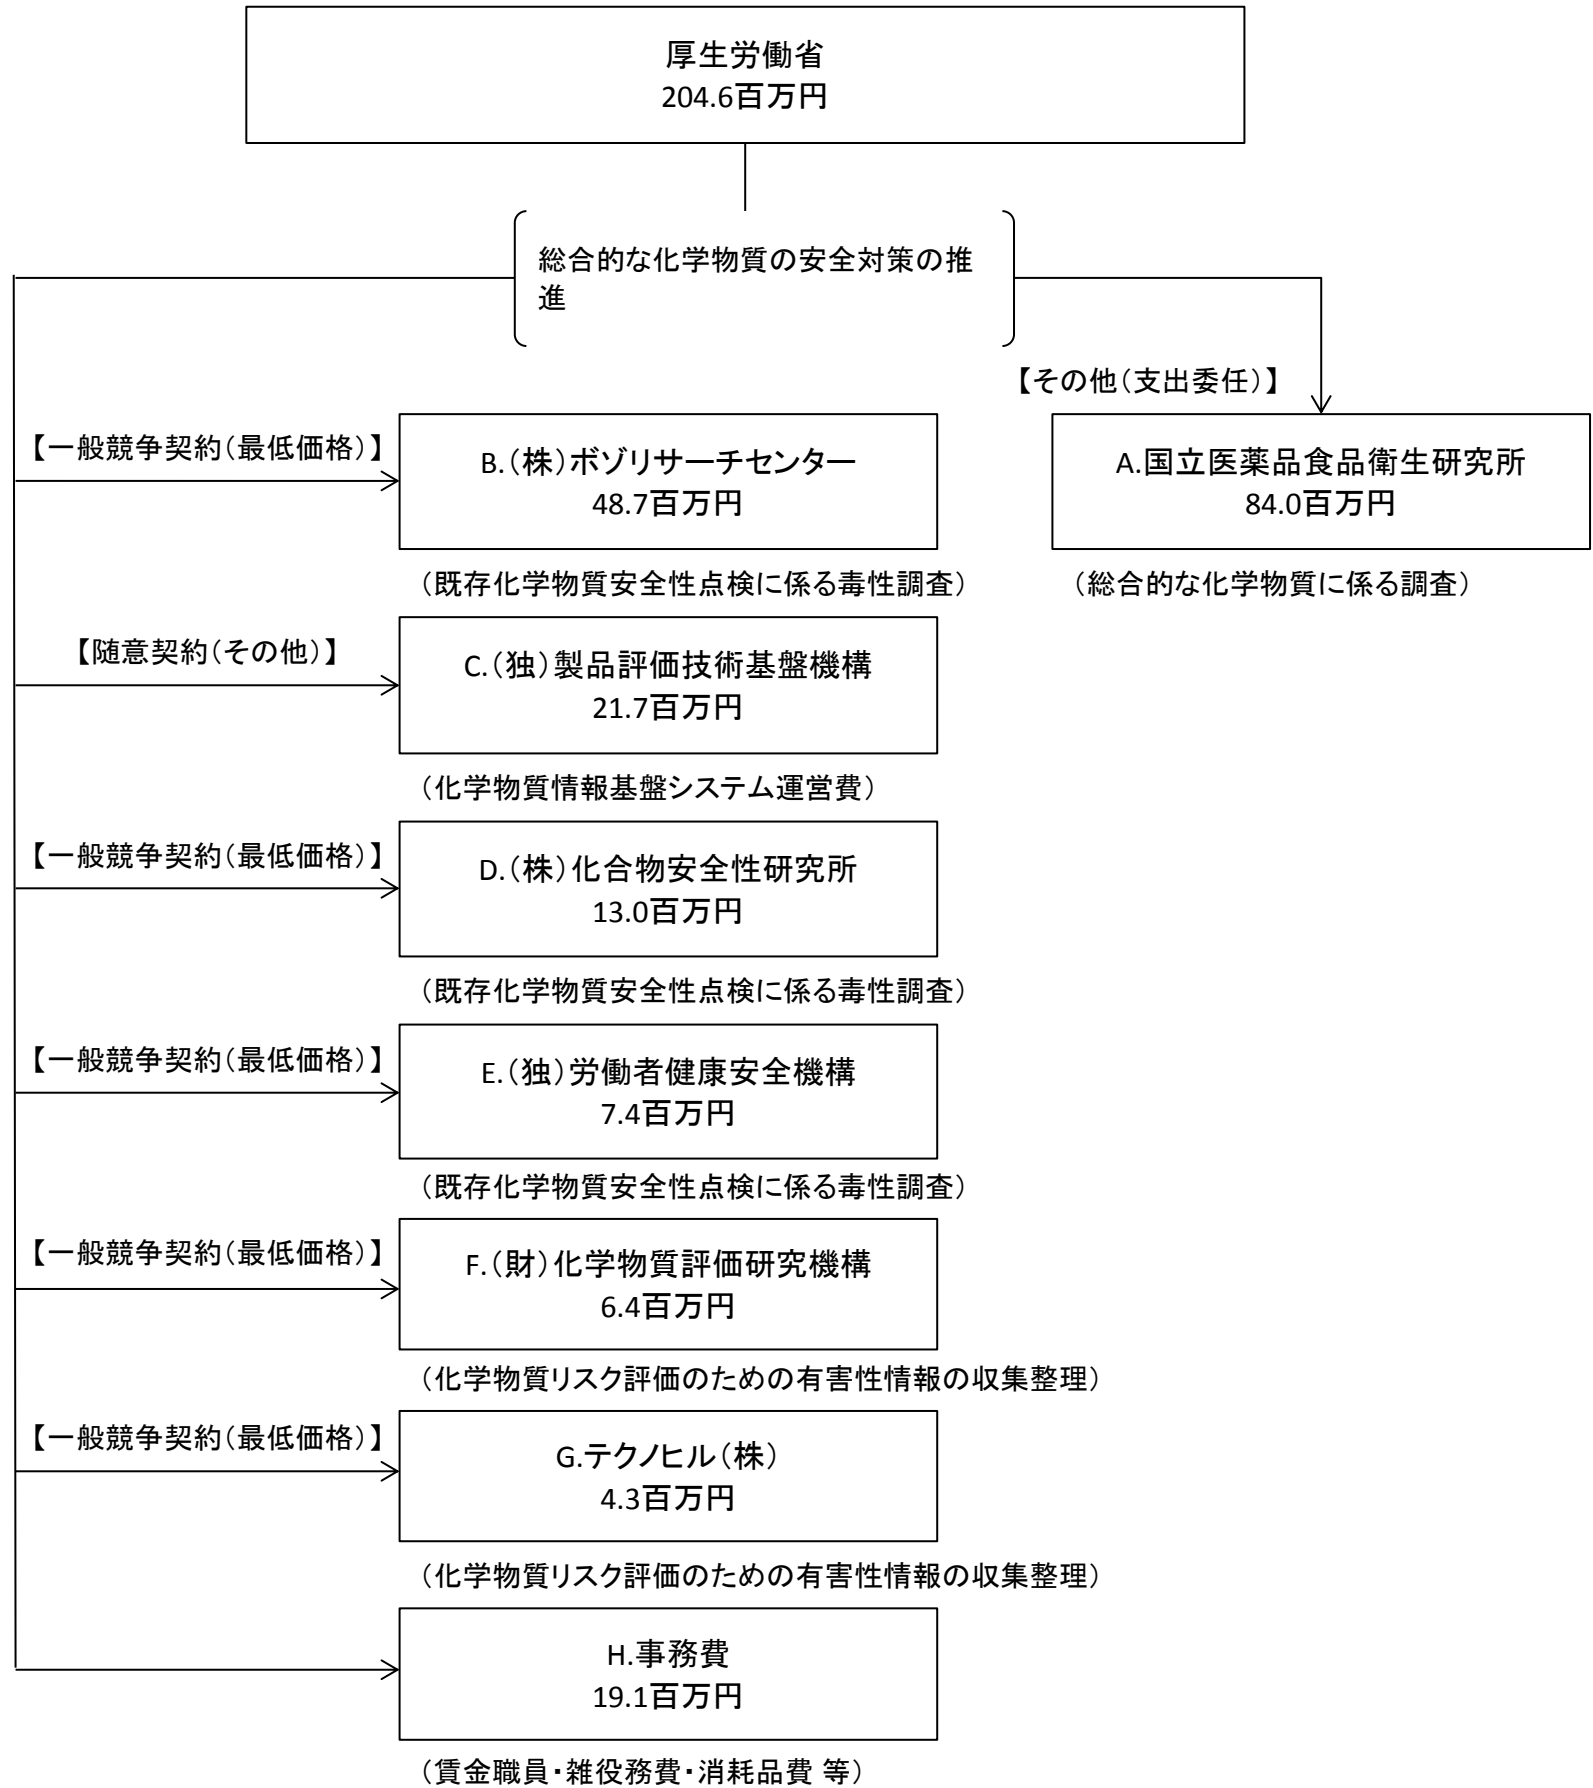 厚生労働省
204.6百万円
総合的な化学物質の安全対策の推
進
【その他(支出委任)】
A.国立医薬品食品衛生研究所
84.0百万円
(総合的な化学物質に係る調査)
【一般競争契約(最低価格)】
B.(株)ボゾリサーチセンター
48.7百万円
(既存化学物質安全性点検に係る毒性調査)
【随意契約(その他)】
C.(独)製品評価技術基盤機構
21.7百万円
(化学物質情報基盤システム運営費)
【一般競争契約(最低価格)】
D.(株)化合物安全性研究所
13.0百万円
(既存化学物質安全性点検に係る毒性調査)
【一般競争契約(最低価格)】
E.(独)労働者健康安全機構
7.4百万円
(既存化学物質安全性点検に係る毒性調査)
【一般競争契約(最低価格)】
F.(財)化学物質評価研究機構
6.4百万円
(化学物質リスク評価のための有害性情報の収集整理)
【一般競争契約(最低価格)】
G.テクノヒル(株)
4.3百万円
(化学物質リスク評価のための有害性情報の収集整理)
H.事務費
19.1百万円
(賃金職員・雑役務費・消耗品費 等)